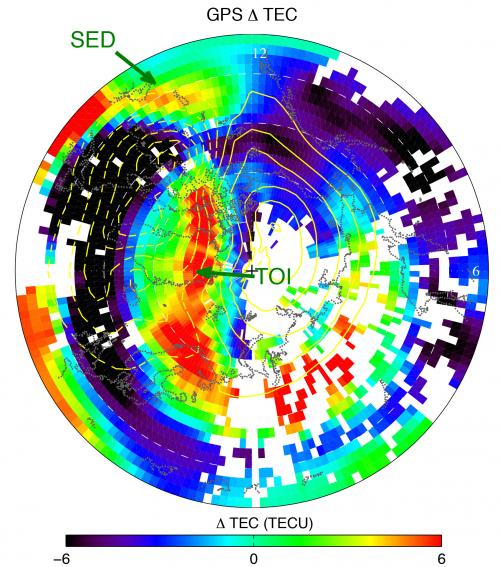 GPS Δ TEC
SED
12
TOI
6
Δ TEC (TECU)
−6 0 6